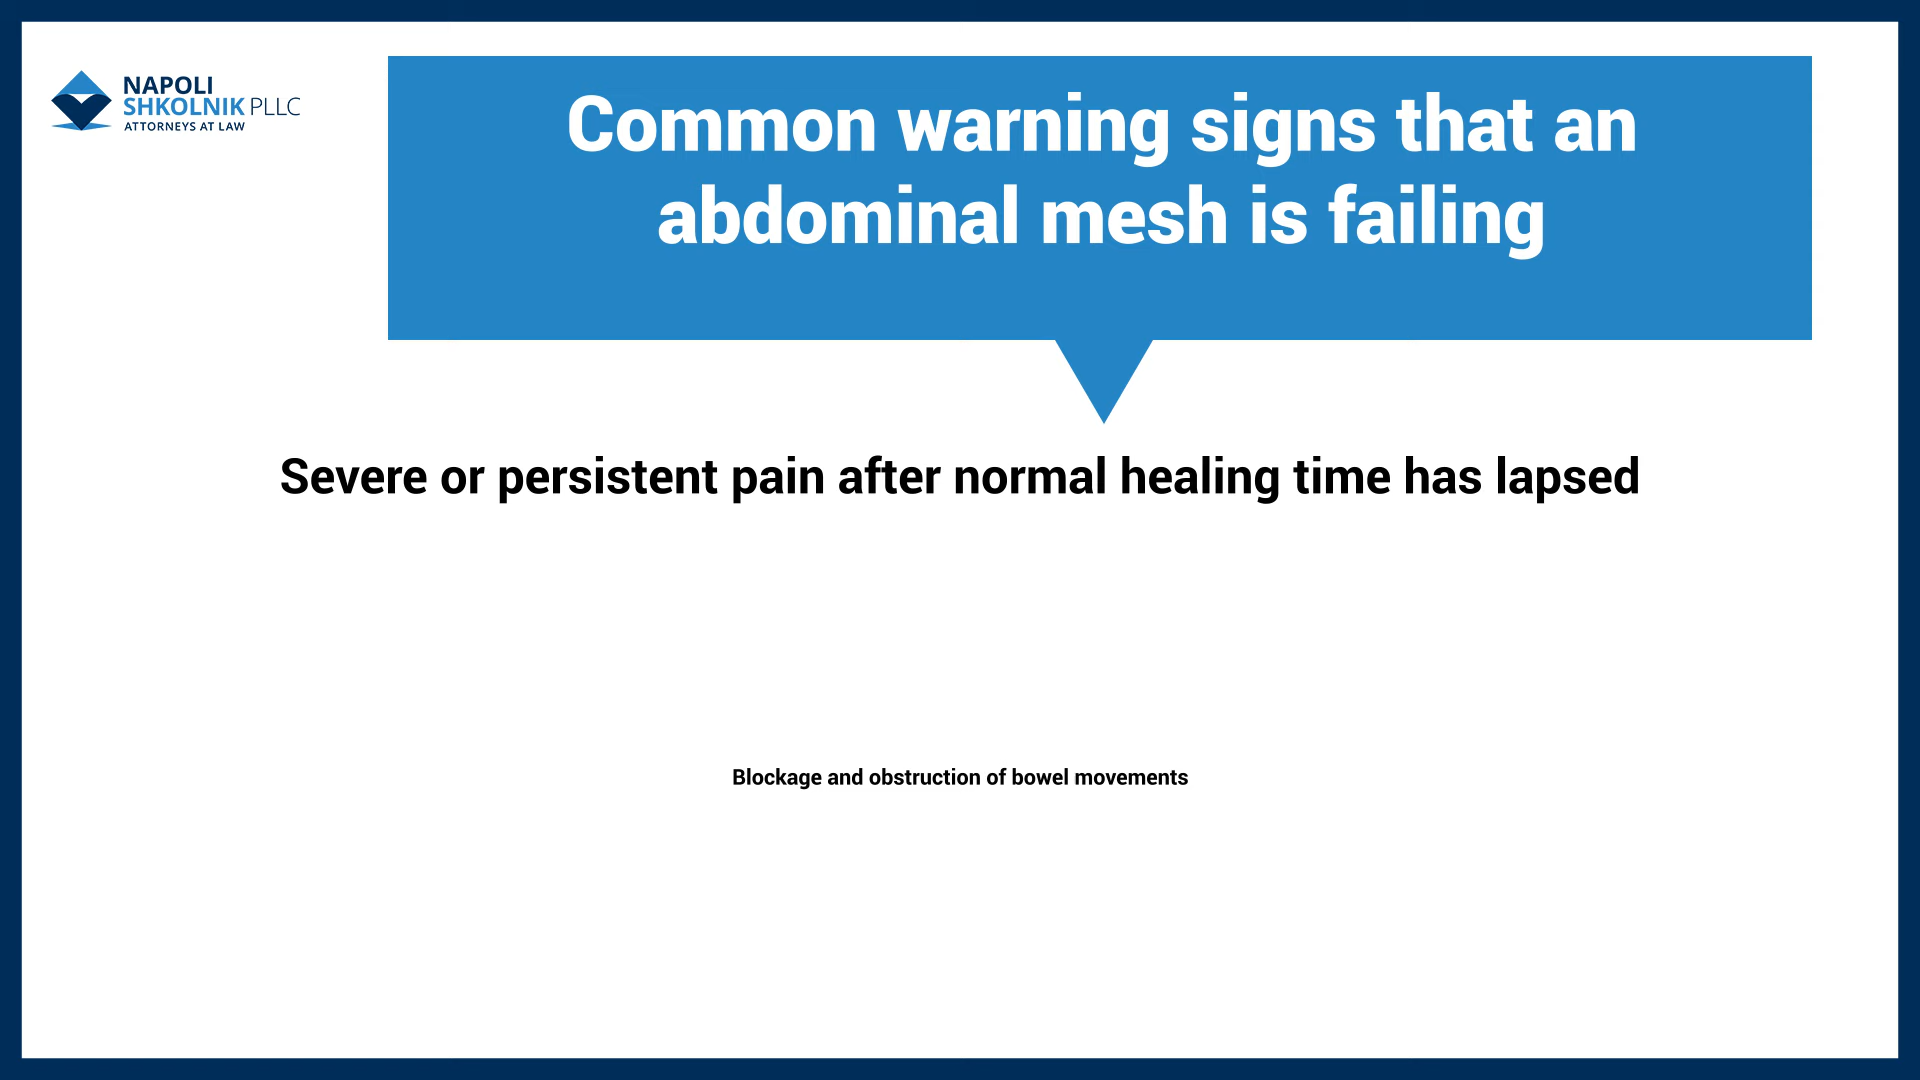 NAPOLI
SHKOLNIK PLLC
ATTORNEYS AT LAW
Common warning signs that an
abdominal mesh is failing
Severe or persistent pain after normal healing time has lapsed
Blockage and obstruction of bowel movements